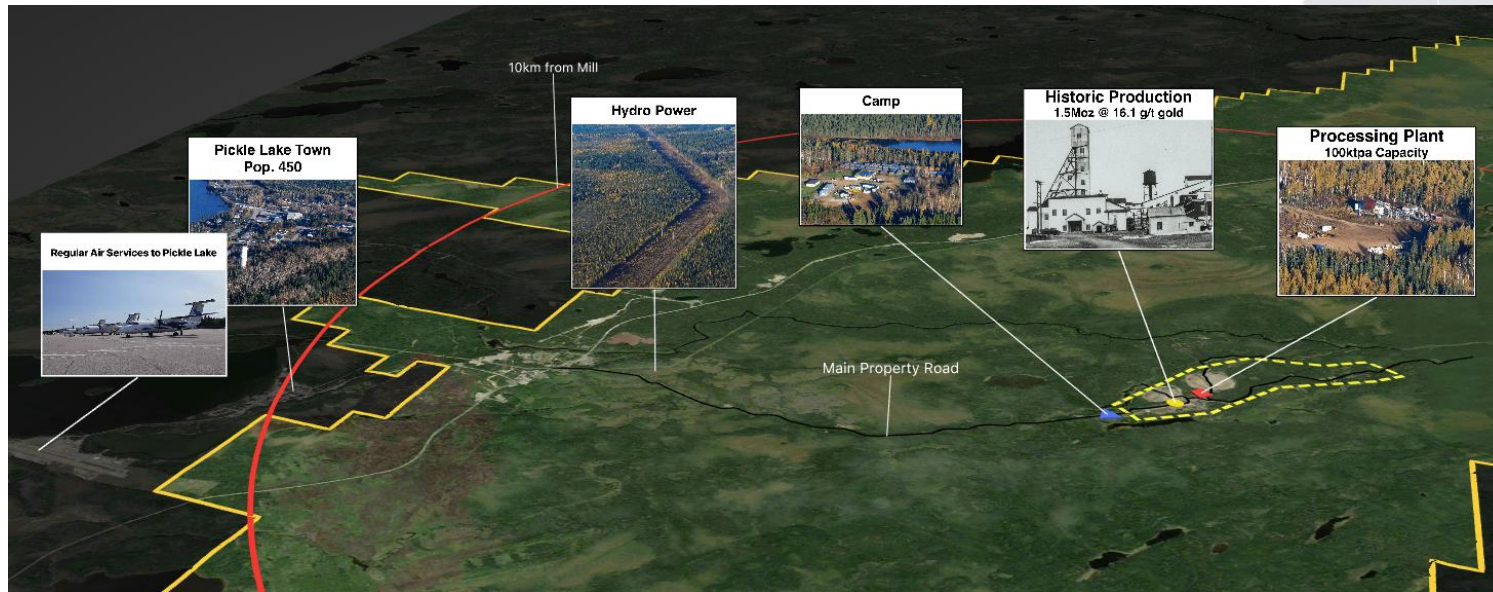 10km from Mill
Regular Air Services to Pickle Lake
Pickle Lake Town
Pop. 450
Hydro Power
Camp
Historic Production
1.5Moz @ 16.1 g/t gold
Processing Plant
100ktpa Capacity
Main Property Road